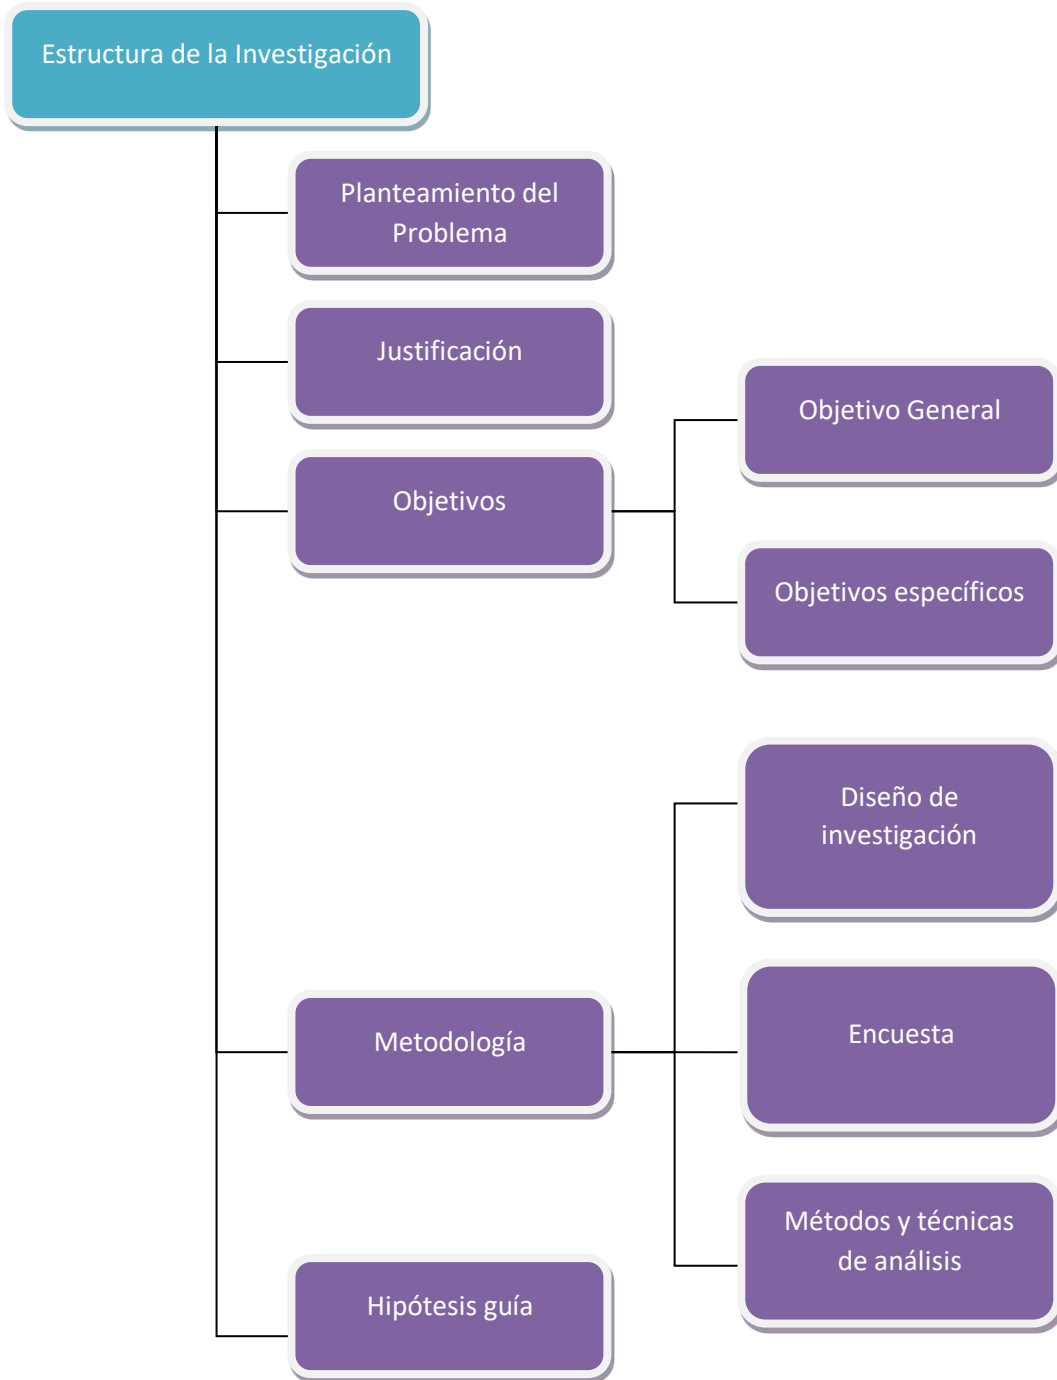 Estructura de la Investigación
Planteamiento del
Problema
Justificación
Objetivos
Objetivo General
Objetivos específicos
Metodología
Diseño de
investigación
Encuesta
Métodos y técnicas
de análisis
Hipótesis guía